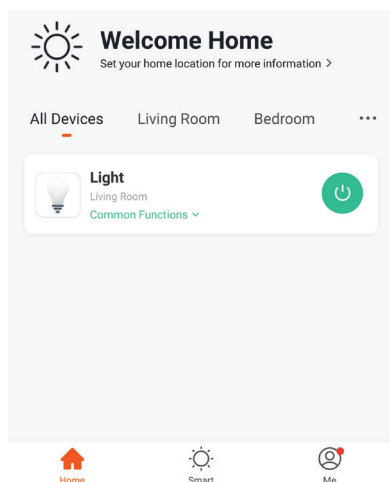 Welcome Home
Set your home location for more information >
All Devices Living Room Bedroom ...
Light
Living Room
Common Functions
Home Smart Me